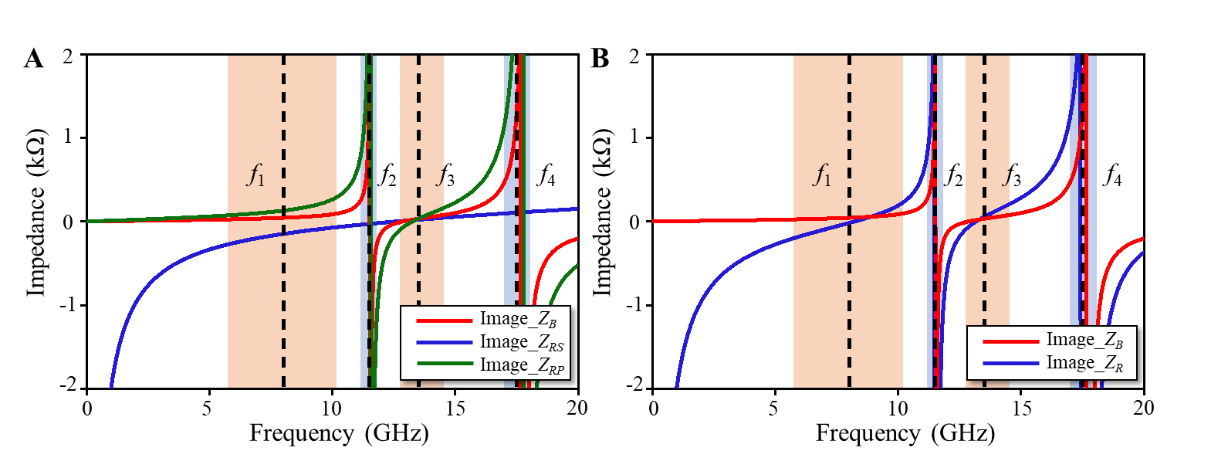 A
2
1
0
-1
-2
Impedance (kΩ)
f1
f2
f3
f4
Image_ZB
Image_ZRS
Image_ZRP
0
5
10
15
20
Frequency (GHz)
B
2
1
0
-1
-2
Impedance (kΩ)
f1
f2
f3
f4
Image_ZB
Image_ZR
0
5
10
15
20
Frequency (GHz)